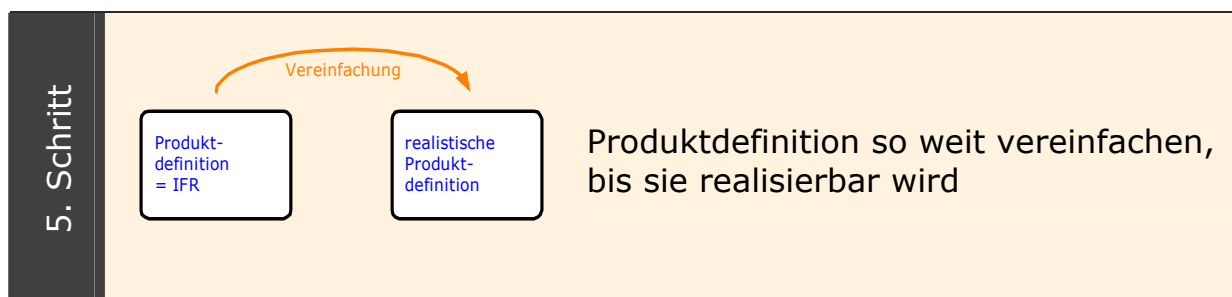 5. Schritt
Vereinfachung
Produkt-
definition
= IFR
realistische
Produkt-
definition
Produktdefinition so weit vereinfachen,
bis sie realisierbar wird